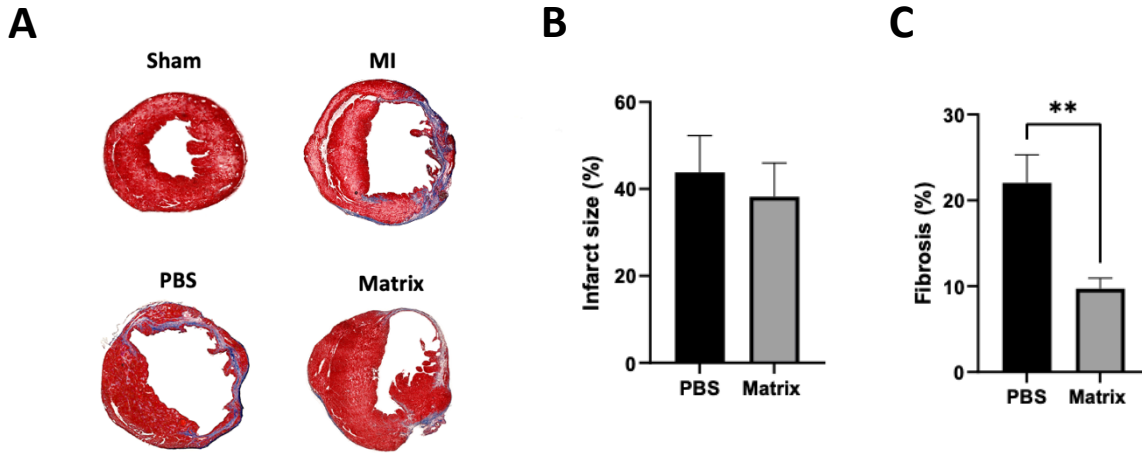 A
Sham
MI
PBS
Matrix
B
Infarct size (%)
60
40
20
0
PBS
Matrix
C
Fibrosis (%)
30
20
10
0
**
PBS
Matrix